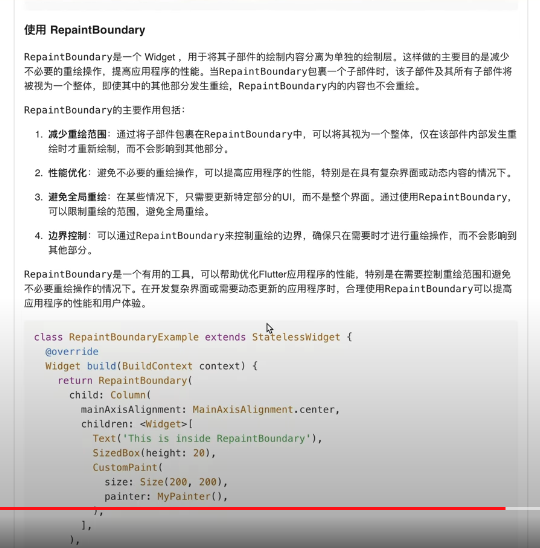 使用 RepaintBoundary
RepaintBoundary是一个 Widget ，用于将其子部件的绘制内容分离为单独的绘制层。这样做的主要目的是减少
不必要的重绘操作，提高应用程序的性能。当RepaintBoundary包裹一个子部件时，该子部件及其所有子部件将
被视为一个整体，即使其中的其他部分发生重绘，RepaintBoundary内的内容也不会重绘。
RepaintBoundary的主要作用包括：
1. 减少重绘范围：通过将子部件包裹在RepaintBoundary中，可以将其视为一个整体，仅在该部件内部发生重
绘时才重新绘制，而不会影响到其他部分。
2. 性能优化：避免不必要的重绘操作，可以提高应用程序的性能，特别是在具有复杂界面或动态内容的情况下。
3. 避免全局重绘：在某些情况下，只需要更新特定部分的UI，而不是整个界面。通过使用RepaintBoundary，
可以限制重绘的范围，避免全局重绘。
4. 边界控制：可以通过RepaintBoundary来控制重绘的边界，确保只在需要时才进行重绘操作，而不会影响到
其他部分。
RepaintBoundary是一个有用的工具，可以帮助优化Flutter应用程序的性能，特别是在需要控制重绘范围和避免
不必要重绘操作的情况下。在开发复杂界面或需要动态更新的应用程序时，合理使用RepaintBoundary可以提高
应用程序的性能和用户体验。
class RepaintBoundaryExample extends StatelessWidget {
@override
Widget build(BuildContext context) {
return RepaintBoundary(
child: Column(
mainAxisAlignment: MainAxisAlignment.center,
children: <Widget>[
Text('This is inside RepaintBoundary'),
SizedBox(height: 20),
CustomPaint(
size: Size(200, 200),
painter: MyPainter(),
),
],
),